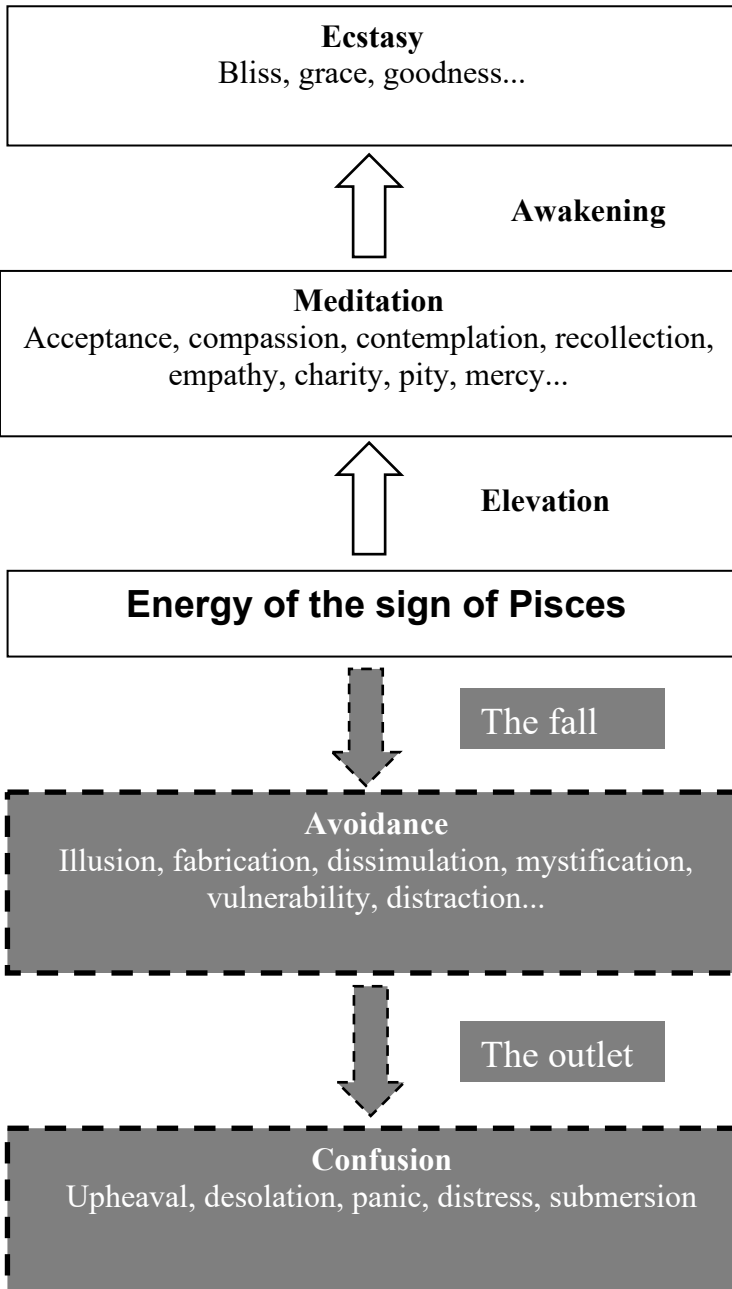 Ecstasy
Bliss, grace, goodness...
Awakening
Meditation
Acceptance, compassion, contemplation, recollection,
empathy, charity, pity, mercy...
Elevation
Energy of the sign of Pisces
The fall
Avoidance
Illusion, fabrication, dissimulation, mystification,
vulnerability, distraction...
The outlet
Confusion
Upheaval, desolation, panic, distress, submersion